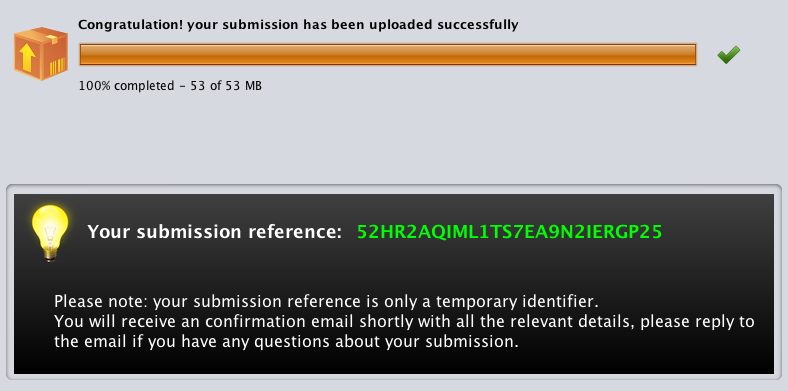 Congratulation! your submission has been uploaded successfully
100% completed - 53 of 53 MB
Your submission reference: 52HR2AQIML1TS7EA9N2IERGP25
Please note: your submission reference is only a temporary identifier.
You will receive an confirmation email shortly with all the relevant details, please reply to
the email if you have any questions about your submission.